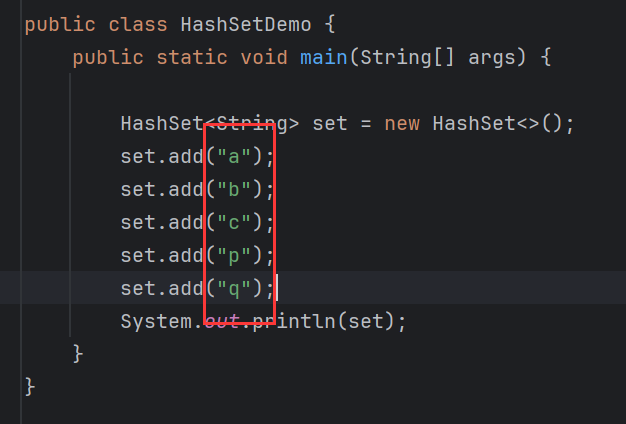 public class HashSetDemo {
public static void main(String[] args) {
HashSet<String> set = new HashSet<>();
set.add("a");
set.add("b");
set.add("c");
set.add("p");
set.add("q");
System.out.println(set);
}
}